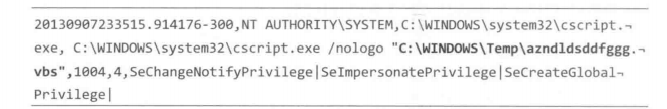 20130907233515.914176-300,NT AUTHORITY\SYSTEM,C:\WINDOWS\system32\cscript.¬
exe, C:\WINDOWS\system32\cscript.exe /nologo "C:\WINDOWS\Temp\azndldsddfggg.¬
vbs",1004,4,SeChangeNotifyPrivilege|SeImpersonatePrivilege|SeCreateGlobal¬
Privilege|